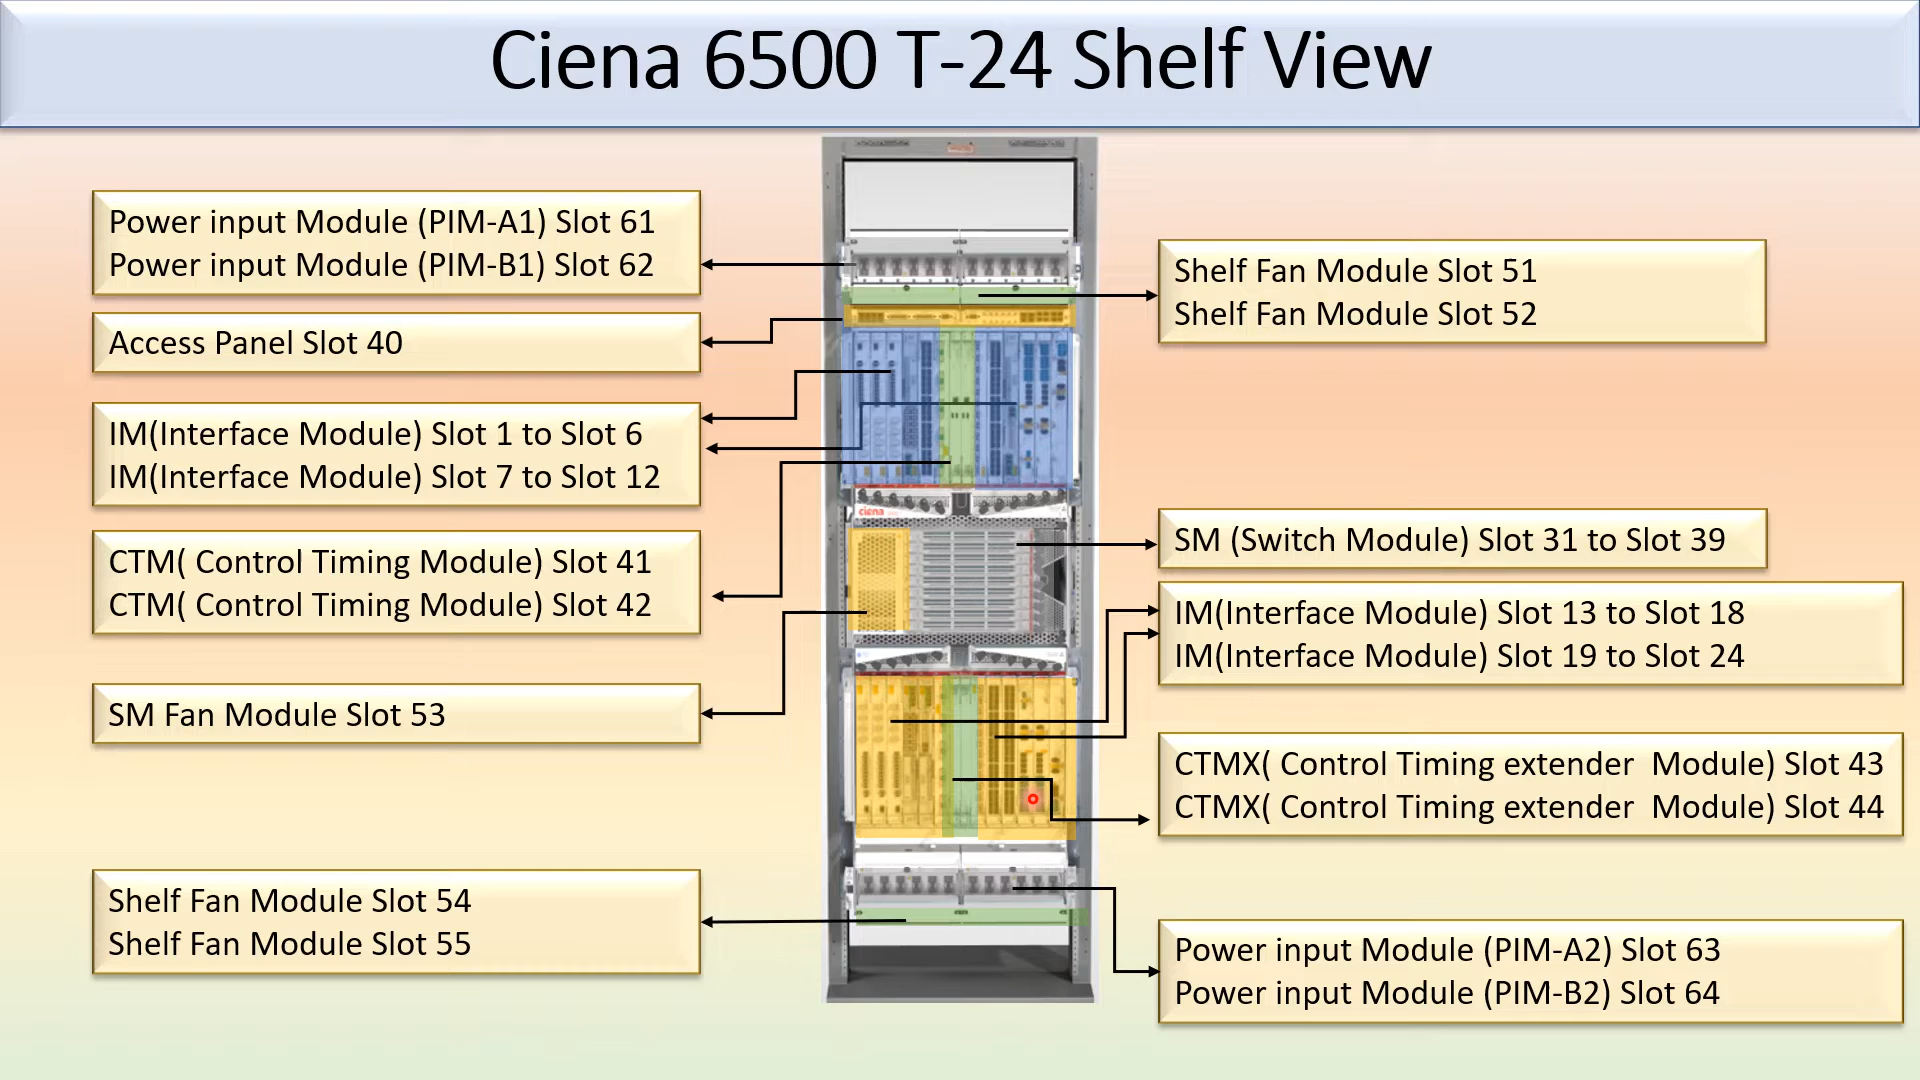 Ciena 6500 T-24 Shelf View
Power input Module (PIM-A1) Slot 61
Power input Module (PIM-B1) Slot 62
Access Panel Slot 40
IM(Interface Module) Slot 1 to Slot 6
IM(Interface Module) Slot 7 to Slot 12
CTM( Control Timing Module) Slot 41
CTM( Control Timing Module) Slot 42
SM Fan Module Slot 53
Shelf Fan Module Slot 54
Shelf Fan Module Slot 55
ciena
Shelf Fan Module Slot 51
Shelf Fan Module Slot 52
SM (Switch Module) Slot 31 to Slot 39
IM(Interface Module) Slot 13 to Slot 18
IM(Interface Module) Slot 19 to Slot 24
CTMX( Control Timing extender  Module) Slot 43
CTMX( Control Timing extender  Module) Slot 44
Power input Module (PIM-A2) Slot 63
Power input Module (PIM-B2) Slot 64